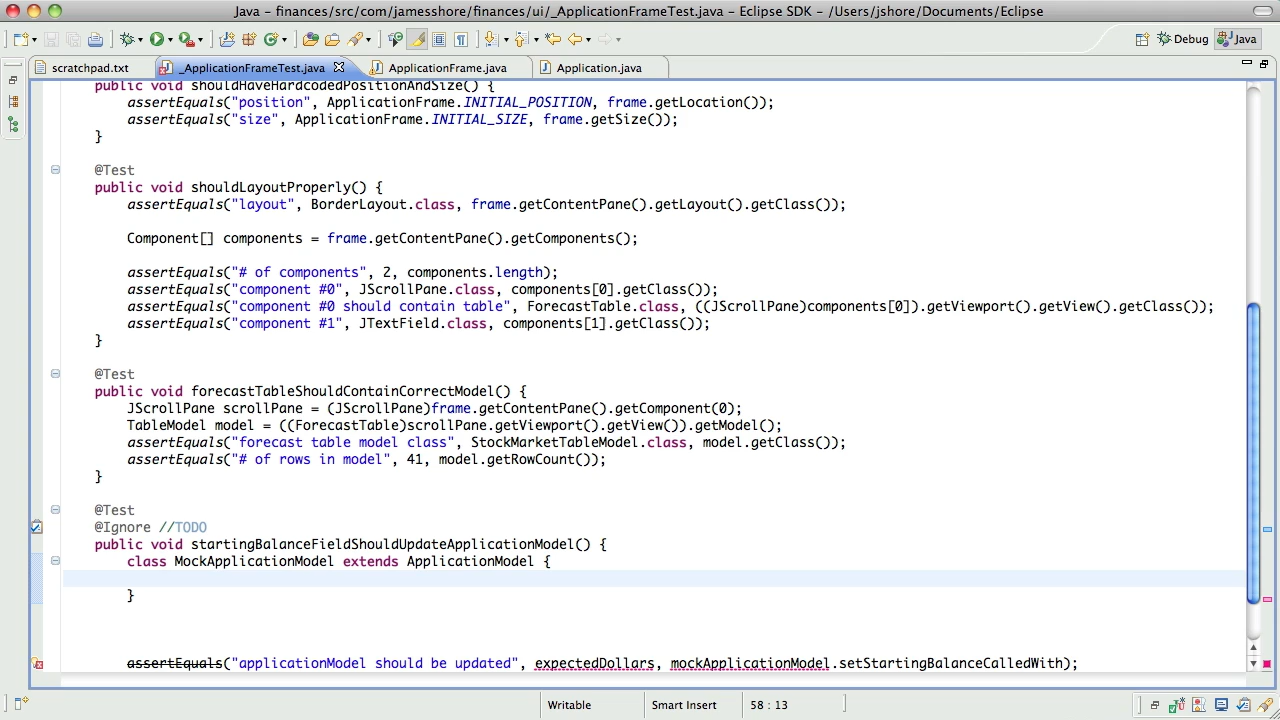 Java - finances/src/com/jamesshore/finances/ui/_ApplicationFrameTest.java - Eclipse SDK - /Users/jshore/Documents/Eclipse
Debug
Java
scratchpad.txt
_ApplicationFrameTest.java
ApplicationFrame.java
Application.java
public void shouldHaveHardcodedPositionAndSize() {
assertEquals("position", ApplicationFrame.INITIAL_POSITION, frame.getLocation());
assertEquals("size", ApplicationFrame.INITIAL_SIZE, frame.getSize());
}
@Test
public void shouldLayoutProperly() {
assertEquals("layout", BorderLayout.class, frame.getContentPane().getLayout().getClass());
Component[] components = frame.getContentPane().getComponents();
assertEquals("# of components", 2, components.length);
assertEquals("component #0", JScrollPane.class, components[0].getClass());
assertEquals("component #0 should contain table", ForecastTable.class, ((JScrollPane)components[0]).getViewport().getView().getClass());
assertEquals("component #1", JTextField.class, components[1].getClass());
}
@Test
public void forecastTableShouldContainCorrectModel() {
JScrollPane scrollPane = (JScrollPane)frame.getContentPane().getComponent(0);
TableModel model = ((ForecastTable)scrollPane.getViewport().getView()).getModel();
assertEquals("forecast table model class", StockMarketTableModel.class, model.getClass());
assertEquals("# of rows in model", 41, model.getRowCount());
}
@Test
@Ignore //TODO
public void startingBalanceFieldShouldUpdateApplicationModel() {
class MockApplicationModel extends ApplicationModel {
}
assertEquals("applicationModel should be updated", expectedDollars, mockApplicationModel.setStartingBalanceCalledWith);
Writable
Smart Insert
58 : 13